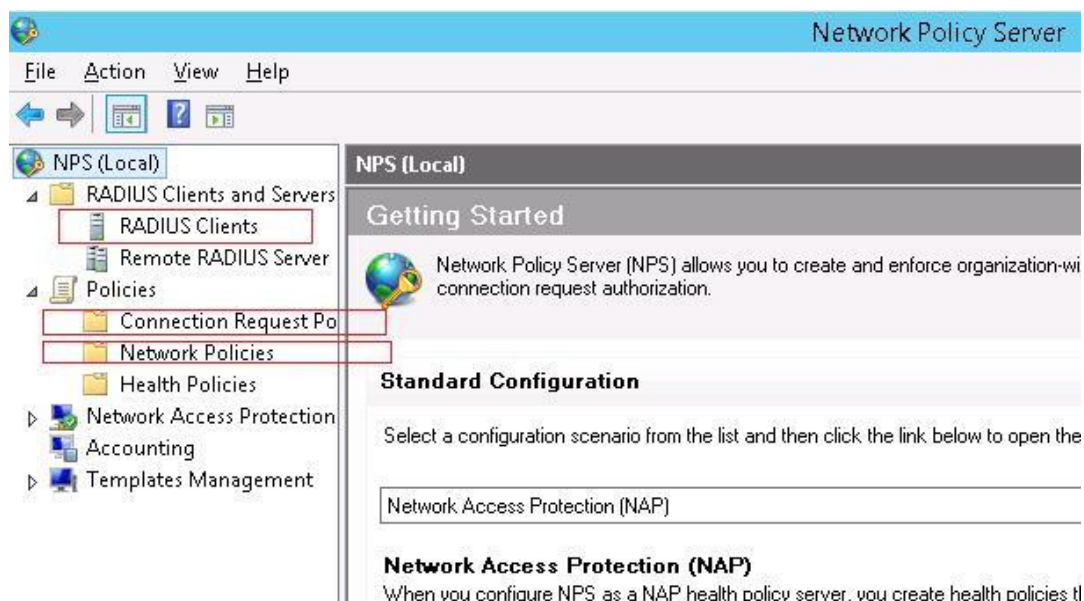 Network Policy Server
File Action View Help
NPS (Local)
RADIUS Clients and Servers
RADIUS Clients
Remote RADIUS Server
Policies
Connection Request Po
Network Policies
Health Policies
Network Access Protection
Accounting
Templates Management
NPS (Local)
Getting Started
Network Policy Server (NPS) allows you to create and enforce organization-wi
connection request authorization.
Standard Configuration
Select a configuration scenario from the list and then click the link below to open the
Network Access Protection (NAP)
Network Access Protection (NAP)
When you configure NPS as a NAP health policy server, you create health policies th